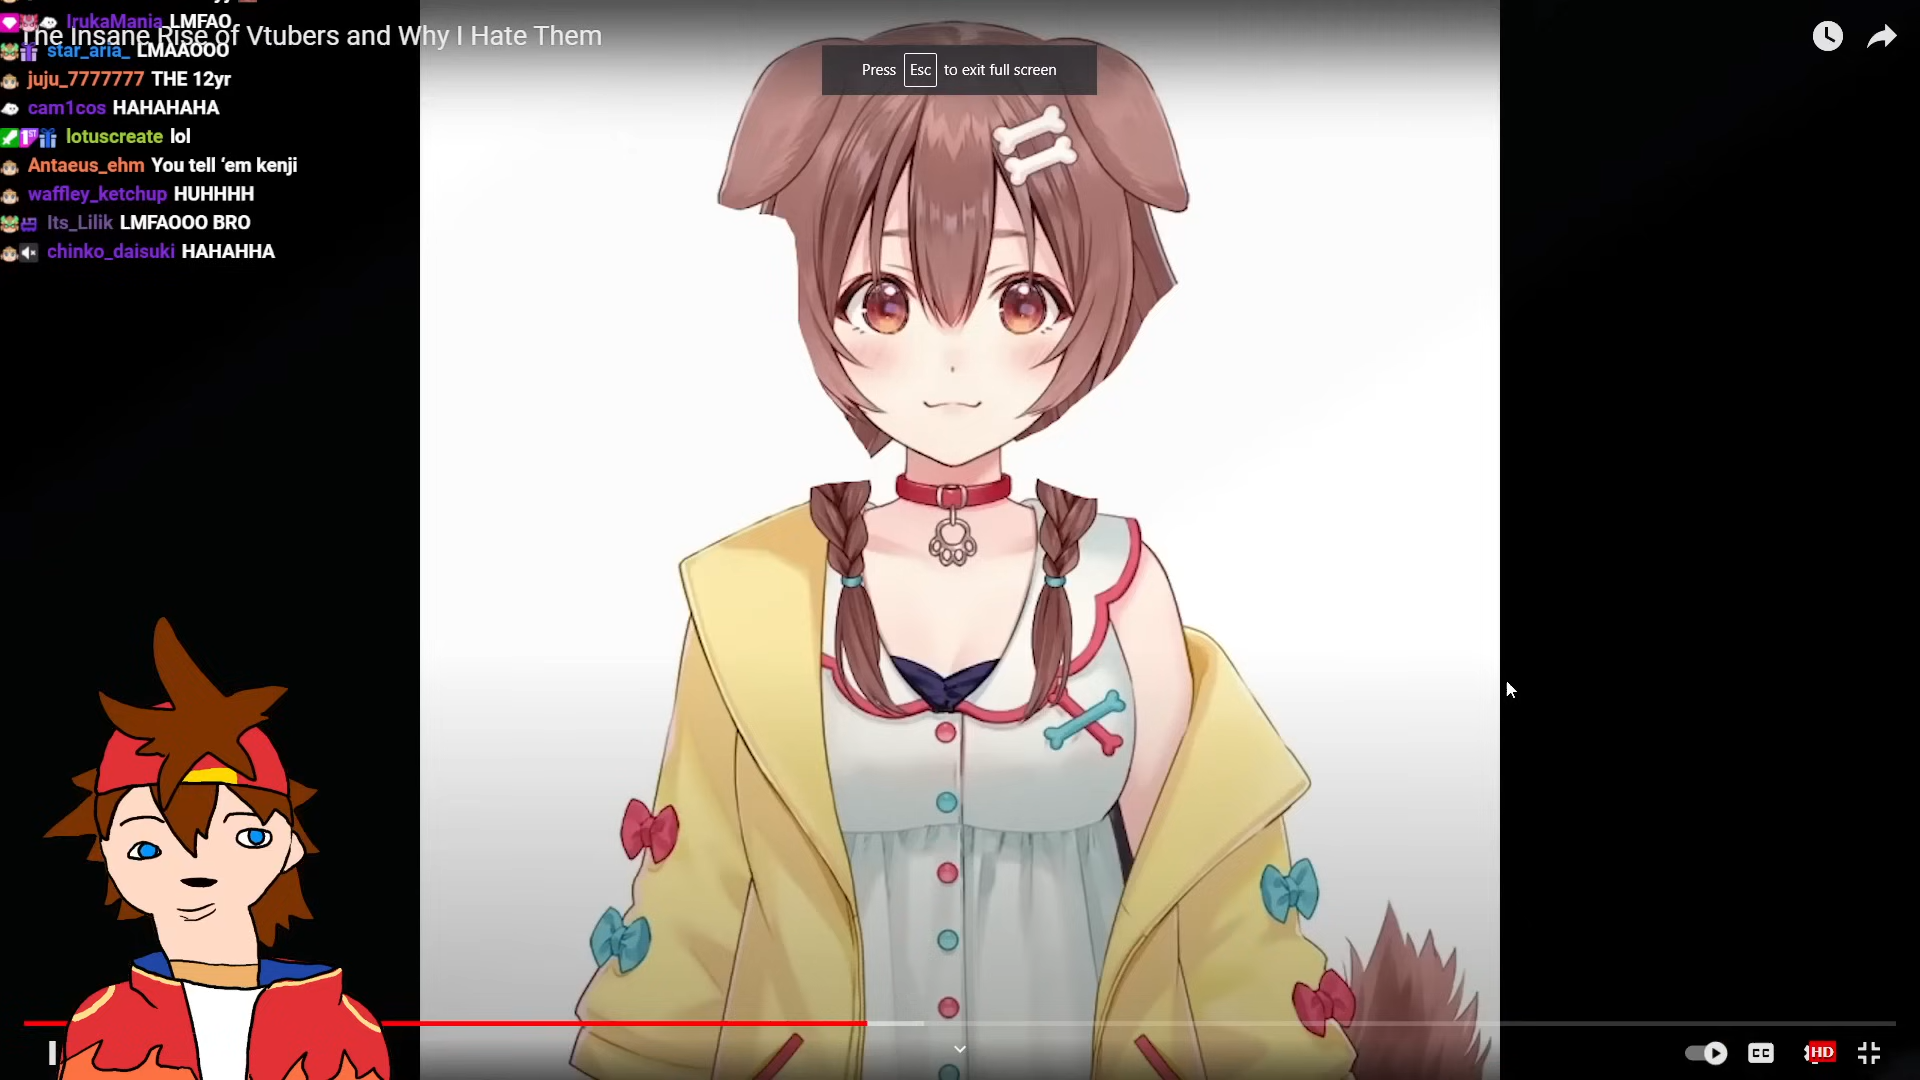 IrukaMania LMFAO
The Insane Rise of Vtubers and Why I Hate Them
star_aria_ LMAAOOO
juju_7777777 THE 12yr
cam1cos HAHAHAHA
lotuscreate lol
Antaeus_ehm You tell ‘em kenji
waffley_ketchup HUHHHH
Its_Lilik LMFAOOO BRO
chinko_daisuki HAHAHHA
Press Esc to exit full screen
CC
HD